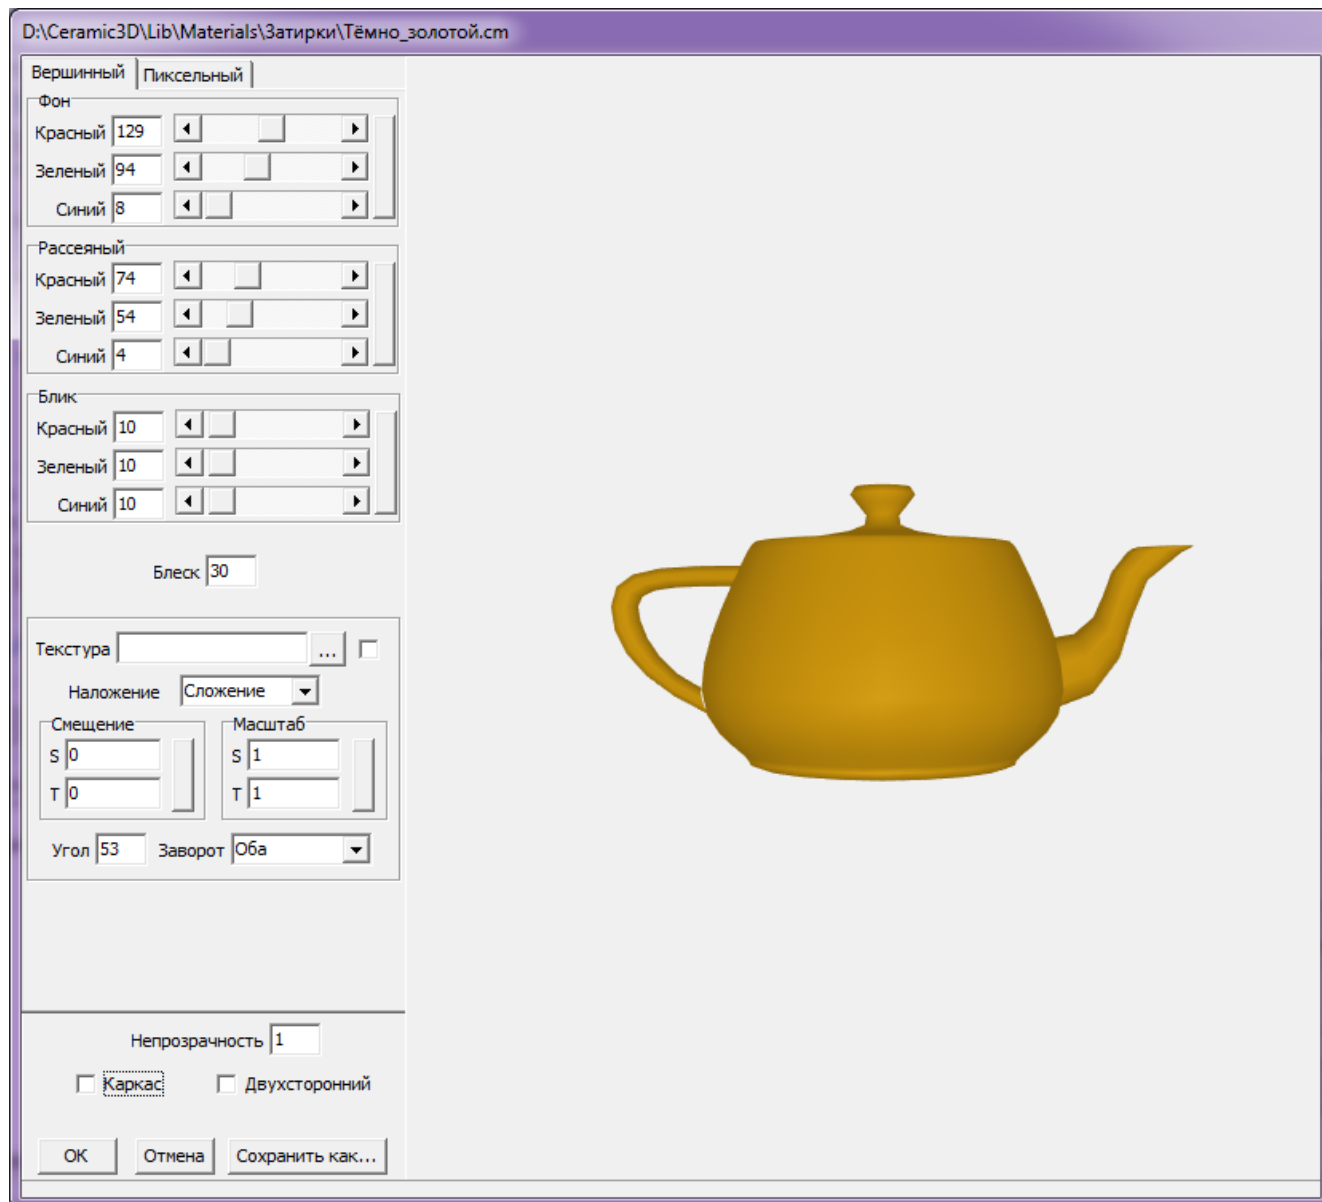 D:\Ceramic3D\Lib\Materials\Затирки\Тёмно_золотой.cm
Вершинный Пиксельный
Фон
Красный 129
Зеленый 94
Синий 8
Рассеяный
Красный 74
Зеленый 54
Синий 4
Блик
Красный 10
Зеленый 10
Синий 10
Блеск 30
Текстура ...
Наложение Сложение
Смещение Масштаб
S 0 S 1
T 0 T 1
Угол 53 Заворот Оба
Непрозрачность 1
Каркас Двухсторонний
OK Отмена Сохранить как...